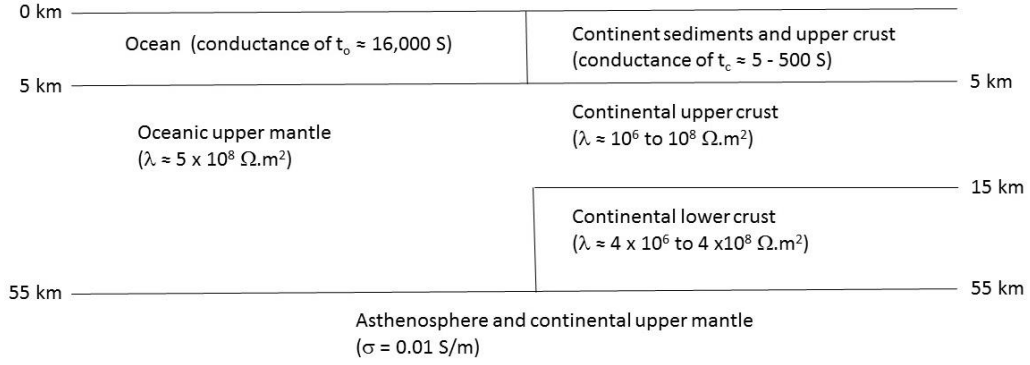 0 km
Ocean (conductance of tₒ ≈ 16,000 S)
Continent sediments and upper crust
(conductance of t꜀ ≈ 5 - 500 S)
5 km
5 km
Oceanic upper mantle
(λ ≈ 5 x 10⁸ Ω.m²)
Continental upper crust
(λ ≈ 10⁶ to 10⁸ Ω.m²)
15 km
Continental lower crust
(λ ≈ 4 x 10⁶ to 4 x10⁸ Ω.m²)
55 km
55 km
Asthenosphere and continental upper mantle
(σ = 0.01 S/m)